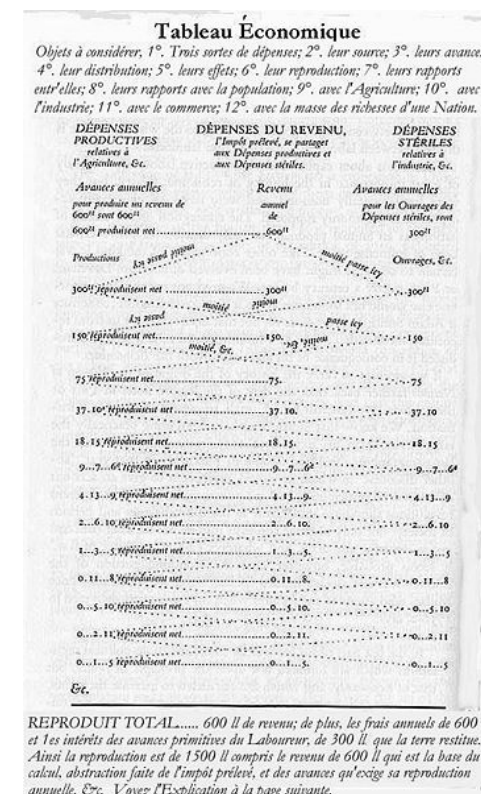 Tableau Économique
Objets à considérer, 1°. Trois sortes de dépenses; 2°. leur source; 3°. leurs avance
4°. leur distribution; 5°. leurs effets; 6°. leur reproduction; 7°. leurs rapports
entr'elles; 8°. leurs rapports avec la population; 9°. avec l'Agriculture; 10°. avec
l'industrie; 11°. avec le commerce; 12°. avec la masse des richesses d'une Nation.
DÉPENSES PRODUCTIVES relatives à l'Agriculture, &c.
DÉPENSES DU REVENU, l'Impôt prélevé, se partaget aux Dépenses productives et aux Dépenses stériles.
DÉPENSES STÉRILES relatives à l'industrie, &c.
Avances annuelles Revenu Avances annuelles
pour produire un revenu de annuel pour les Ouvrages des
600ll sont 600ll de Dépenses stériles, sont
600ll produisent net 600ll 300ll
moitié passe icy moitié passe icy
Productions Ouvrages, &c.
300ll reproduisent net 300ll 300ll
moitié moitié
passe icy passe icy
150 reproduisent net 150. 150
moitié, &c. moitié, &c.
75 reproduisent net 75. 75
37.10s reproduisent net 37.10. 37.10
18.15 reproduisent net 18.15. 18.15
9...7...6d reproduisent net 9...7...6d 9...7...6d
4.13...9 reproduisent net 4.13...9. 4.13...9
2...6.10 reproduisent net 2...6.10. 2...6.10
1...3...5 reproduisent net 1...3...5. 1...3...5
0.11...8 reproduisent net 0.11...8. 0.11...8
0...5.10 reproduisent net 0...5.10. 0...5.10
0...2.11 reproduisent net 0...2.11. 0...2.11
0...1...5 reproduisent net 0...1...5. 0...1...5
&c.
REPRODUIT TOTAL...... 600 ll de revenu; de plus, les frais annuels de 600
et les intérêts des avances primitives du Laboureur, de 300 ll que la terre restitue.
Ainsi la reproduction est de 1500 ll compris le revenu de 600 ll qui est la base du
calcul, abstraction faite de l'impôt prélevé, et des avances qu'exige sa reproduction
annuelle, &c. Voyez l'Explication à la page suivante.